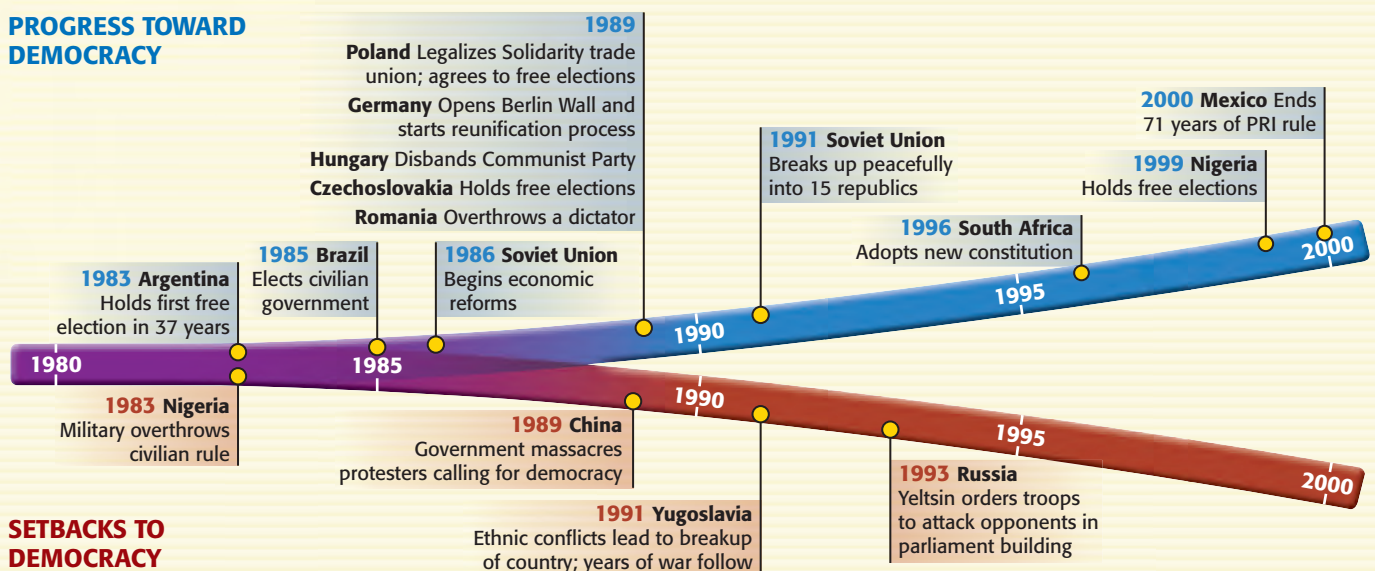 PROGRESS TOWARD
DEMOCRACY
1989
Poland Legalizes Solidarity trade
union; agrees to free elections
Germany Opens Berlin Wall and
starts reunification process
Hungary Disbands Communist Party
Czechoslovakia Holds free elections
Romania Overthrows a dictator
1983 Argentina
Holds first free
election in 37 years
1985 Brazil
Elects civilian
government
1986 Soviet Union
Begins economic
reforms
1991 Soviet Union
Breaks up peacefully
into 15 republics
1996 South Africa
Adopts new constitution
1999 Nigeria
Holds free elections
2000 Mexico Ends
71 years of PRI rule
1980
1985
1990
1995
2000
1990
1995
2000
1983 Nigeria
Military overthrows
civilian rule
1989 China
Government massacres
protesters calling for democracy
1991 Yugoslavia
Ethnic conflicts lead to breakup
of country; years of war follow
1993 Russia
Yeltsin orders troops
to attack opponents in
parliament building
SETBACKS TO
DEMOCRACY